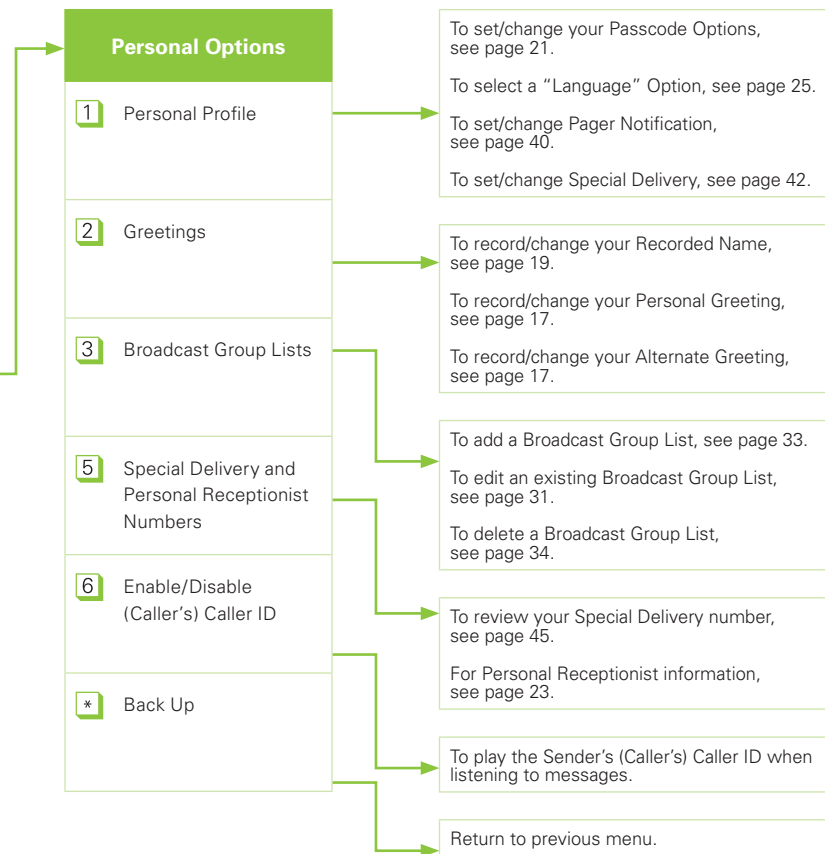 Personal Options
1 Personal Profile
To set/change your Passcode Options,
see page 21.
To select a “Language” Option, see page 25.
To set/change Pager Notification,
see page 40.
To set/change Special Delivery, see page 42.
2 Greetings
To record/change your Recorded Name,
see page 19.
To record/change your Personal Greeting,
see page 17.
To record/change your Alternate Greeting,
see page 17.
3 Broadcast Group Lists
To add a Broadcast Group List, see page 33.
To edit an existing Broadcast Group List,
see page 31.
To delete a Broadcast Group List,
see page 34.
5 Special Delivery and
Personal Receptionist
Numbers
To review your Special Delivery number,
see page 45.
For Personal Receptionist information,
see page 23.
6 Enable/Disable
(Caller’s) Caller ID
To play the Sender’s (Caller’s) Caller ID when
listening to messages.
* Back Up
Return to previous menu.